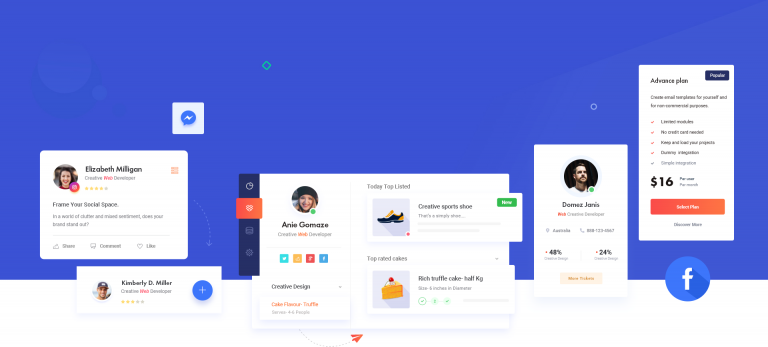 Elizabeth Milligan
Creative Web Developer
Frame Your Social Space.
In a world of clutter and mixed sentiment, does your
brand stand out?
Share
Comment
Like
Kimberly D. Miller
Creative Web Developer
Anie Gomaze
Creative Web Developer
Creative Design
Cake Flavour- Truffle
Serves- 4-6 People
Today Top Listed
Creative sports shoe
That's a simply shoe...
New
Top rated cakes
Rich truffle cake- half Kg
Size- 6 inches in Diameter
Domez Janis
Web Creative Developer
Australia
888-123-4567
48%
Creative Design
24%
Creative Design
More Tickets
Popular
Advance plan
Create email templates for yourself and
for non-commercial purposes.
Limited modules
No credit card needed
Keep and load your projects
Dummy integration
Simple integration
$16
Per user
Per month
Select Plan
Discover More